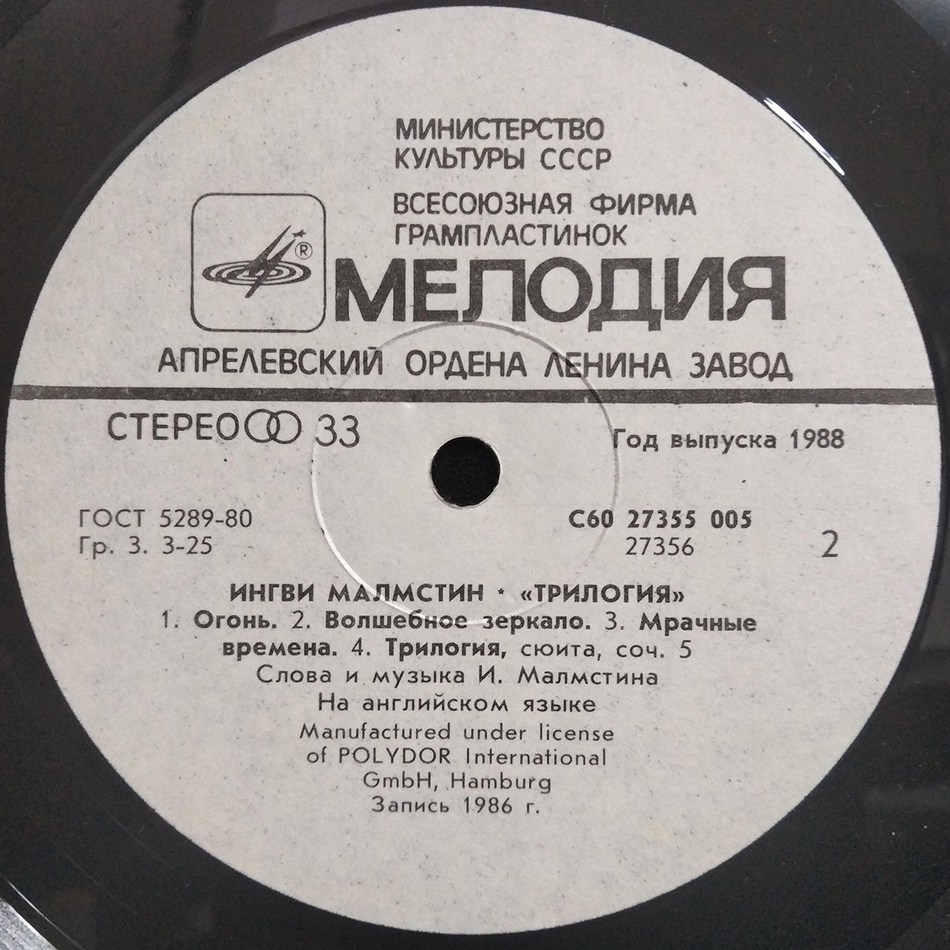 МИНИСТЕРСТВО
КУЛЬТУРЫ СССР
ВСЕСОЮЗНАЯ ФИРМА
ГРАМПЛАСТИНОК
®
МЕЛОДИЯ
АПРЕЛЕВСКИЙ ОРДЕНА ЛЕНИНА ЗАВОД
СТЕРЕО 33
Год выпуска 1988
ГОСТ 5289-80
Гр. 3. 3-25
С60 27355 005
27356
2
ИНГВИ МАЛМСТИН • «ТРИЛОГИЯ»
1. Огонь. 2. Волшебное зеркало. 3. Мрачные
времена. 4. Трилогия, сюита, соч. 5
Слова и музыка И. Малмстина
На английском языке
Manufactured under license
of POLYDOR International
GmbH, Hamburg
Запись 1986 г.